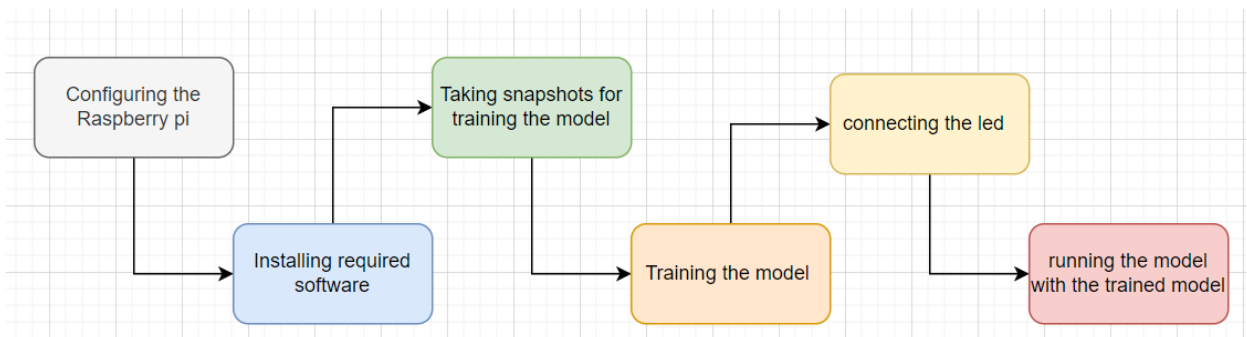 Configuring the
Raspberry pi
Installing required
software
Taking snapshots for
training the model
Training the model
connecting the led
running the model
with the trained model